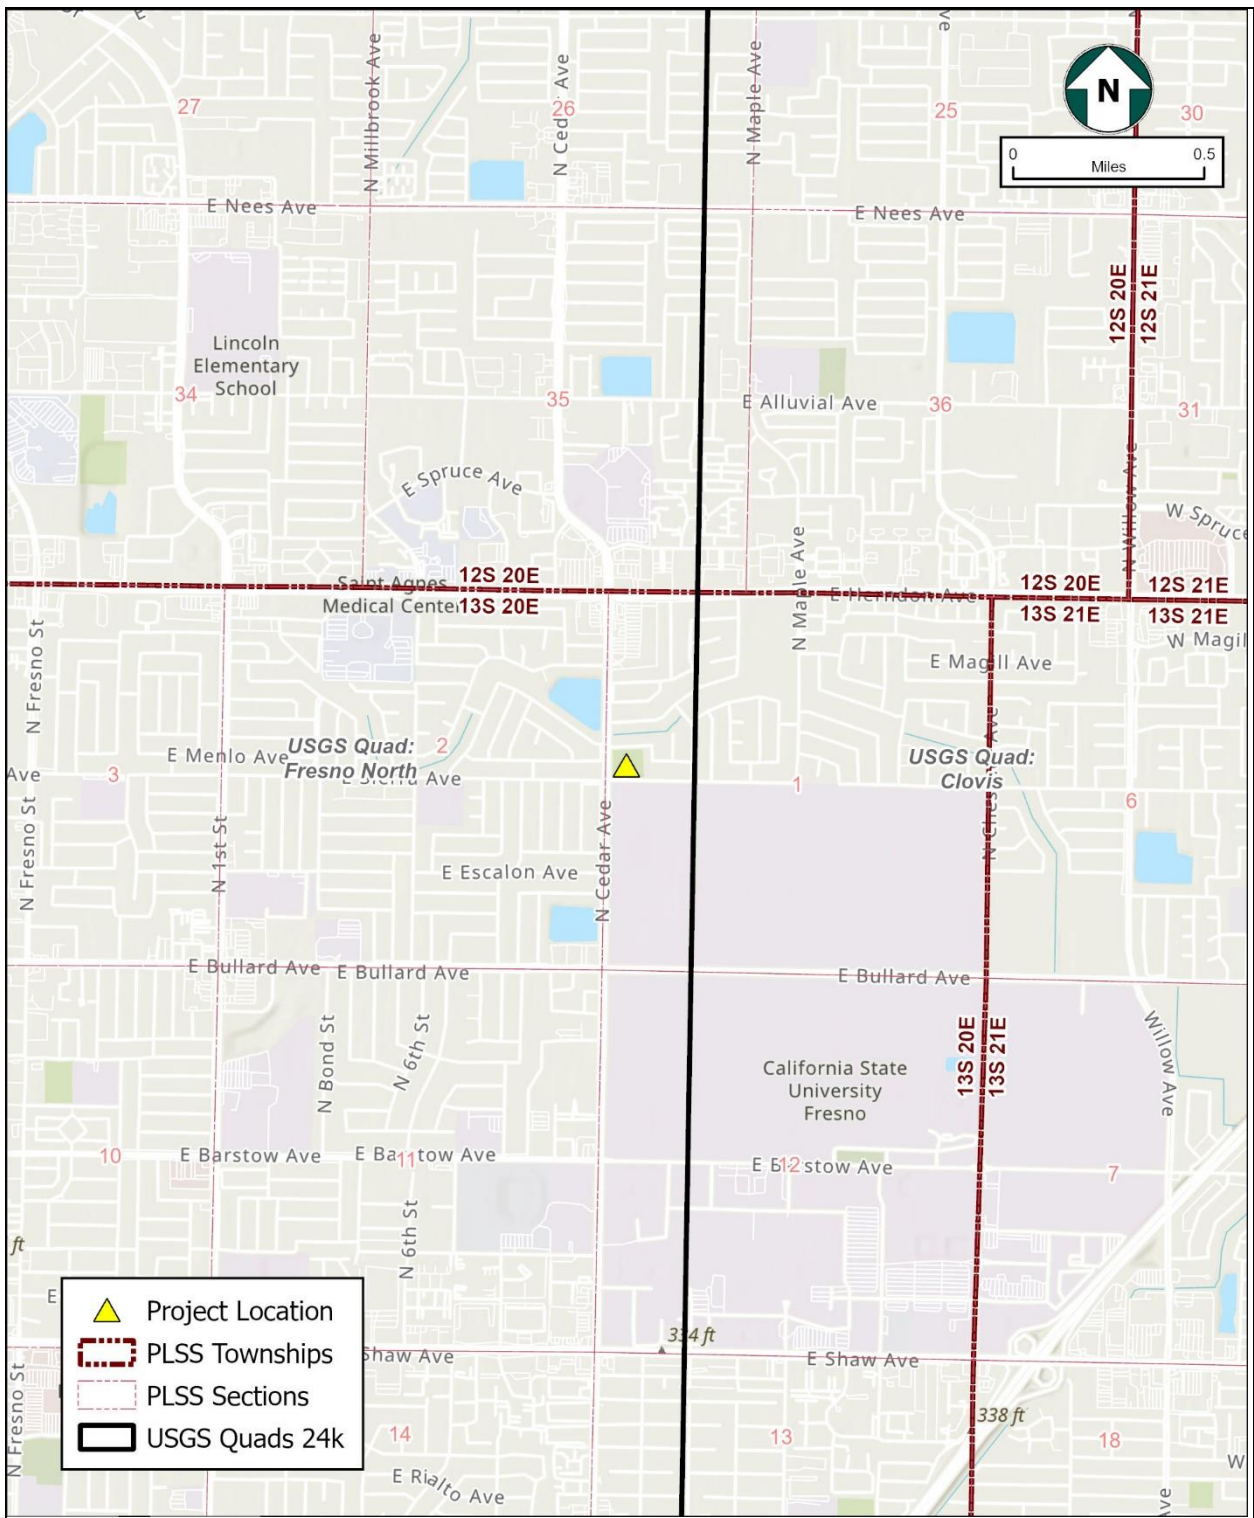 N Millbrook Ave
N Cedar Ave
N Maple Ave
N
27
26
25
30
0
0.5
Miles
E Nees Ave
E Nees Ave
12S 20E
12S 21E
Lincoln
Elementary
School
34
35
E Alluvial Ave
36
31
E Spruce Ave
N Willow Ave
W Spruce
N Maple Ave
Saint Agnes
Medical Center
12S 20E
13S 20E
E Herndon Ave
12S 20E
13S 21E
12S 21E
13S 21E
W Magil
E Magill Ave
N Fresno St
E Menlo Ave
USGS Quad:
Fresno North
2
E Sierra Ave
Ave
3
USGS Quad:
Clovis
1
6
N Fresno St
N 1st St
E Escalon Ave
N Cedar Ave
E Bullard Ave
E Bullard Ave
E Bullard Ave
N Bond St
N 6th St
13S 20E
13S 21E
Willow Ave
California State
University
Fresno
10
E Barstow Ave
11
12
7
N 6th St
ft
E
334 ft
Shaw Ave
E Shaw Ave
Project Location
PLSS Townships
PLSS Sections
USGS Quads 24k
N Fresno St
14
13
338 ft
18
E Rialto Ave
W
Ave